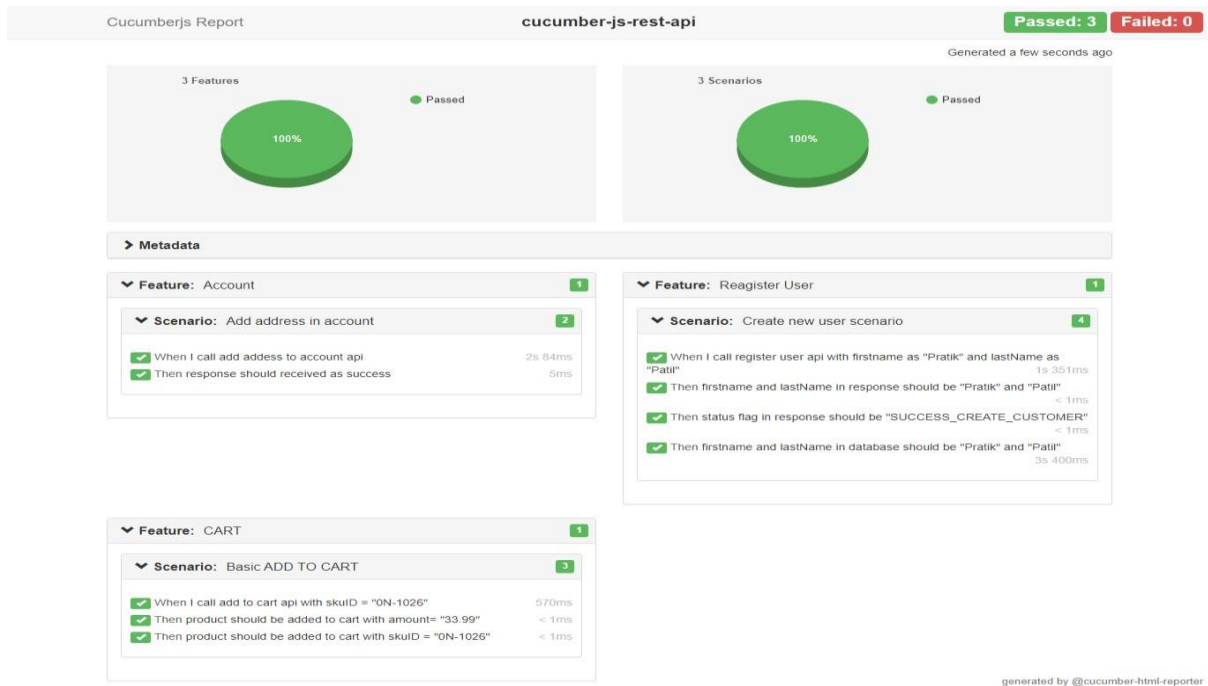 Cucumberjs Report
cucumber-js-rest-api
Passed: 3 Failed: 0
Generated a few seconds ago
3 Features
Passed
100%
3 Scenarios
Passed
100%
Metadata
Feature: Account 1
Scenario: Add address in account 2
When I call add addess to account api 2s 84ms
Then response should received as success 5ms
Feature: Reagister User 1
Scenario: Create new user scenario 4
When I call register user api with firstname as "Pratik" and lastName as
"Patil" 1s 351ms
Then firstname and lastName in response should be "Pratik" and "Patil"
< 1ms
Then status flag in response should be "SUCCESS_CREATE_CUSTOMER"
< 1ms
Then firstname and lastName in database should be "Pratik" and "Patil"
3s 400ms
Feature: CART 1
Scenario: Basic ADD TO CART 3
When I call add to cart api with skuID = "0N-1026" 570ms
Then product should be added to cart with amount= "33.99" < 1ms
Then product should be added to cart with skuID = "0N-1026" < 1ms
generated by @cucumber-html-reporter